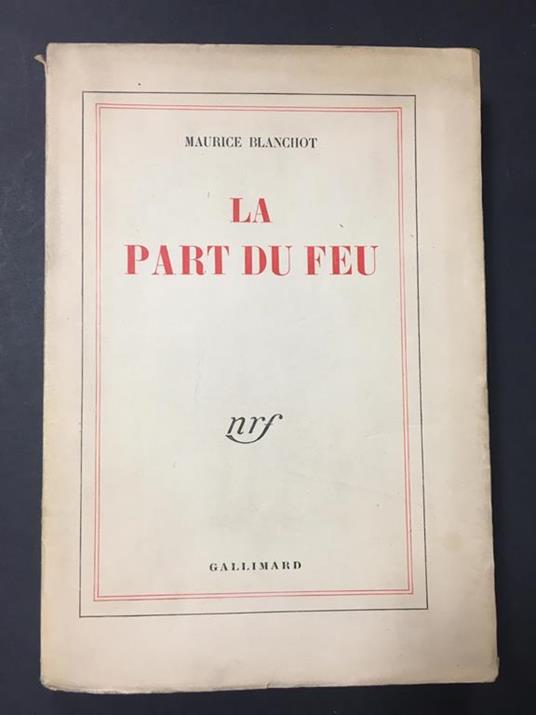 MAURICE BLANCHOT
LA
PART DU FEU
nrf
GALLIMARD